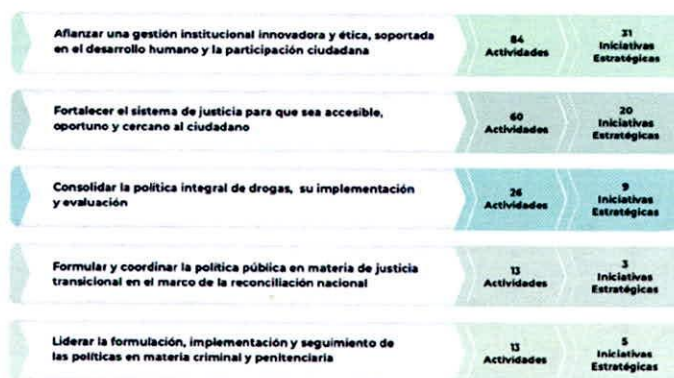 Afianzar una gestión institucional innovadora y ética, soportada
en el desarrollo humano y la participación ciudadana
84
Actividades
31
Iniciativas
Estratégicas
Fortalecer el sistema de justicia para que sea accesible,
oportuno y cercano al ciudadano
60
Actividades
20
Iniciativas
Estratégicas
Consolidar la política integral de drogas, su implementación
y evaluación
26
Actividades
9
Iniciativas
Estratégicas
Formular y coordinar la política pública en materia de justicia
transicional en el marco de la reconciliación nacional
13
Actividades
3
Iniciativas
Estratégicas
Liderar la formulación, implementación y seguimiento de
las políticas en materia criminal y penitenciaria
13
Actividades
5
Iniciativas
Estratégicas